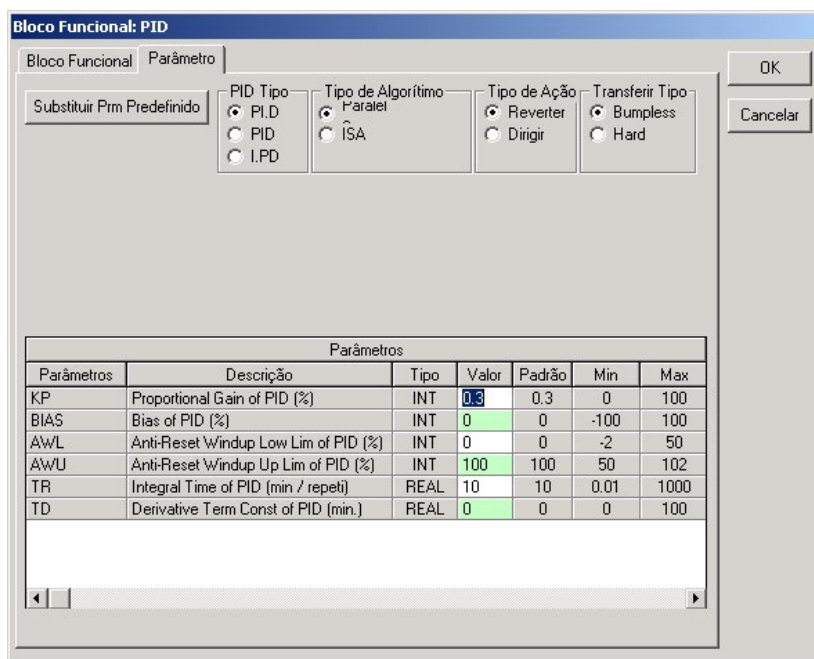 Bloco Funcional: PID
Bloco Funcional
Parâmetro
OK
Cancelar
Substituir Prm Predefinido
PID Tipo
PI.D
PID
I.PD
Tipo de Algorítimo
Paralel
ISA
Tipo de Ação
Reverter
Dirigir
Transferir Tipo
Bumpless
Hard
Parâmetros
Parâmetros Descrição Tipo Valor Padrão Min Max
KP Proportional Gain of PID (%) INT 0.3 0.3 0 100
BIAS Bias of PID (%) INT 0 0 -100 100
AWL Anti-Reset Windup Low Lim of PID (%) INT 0 0 -2 50
AWU Anti-Reset Windup Up Lim of PID (%) INT 100 100 50 102
TR Integral Time of PID (min / repeti) REAL 10 10 0.01 1000
TD Derivative Term Const of PID (min.) REAL 0 0 0 100